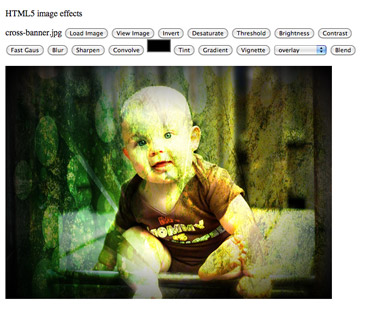 HTML5 image effects
cross-banner.jpg Load Image View Image Invert Desaturate Threshold Brightness Contrast
Fast Gaus Blur Sharpen Convolve Tint Gradient Vignette overlay Blend
MOMMY